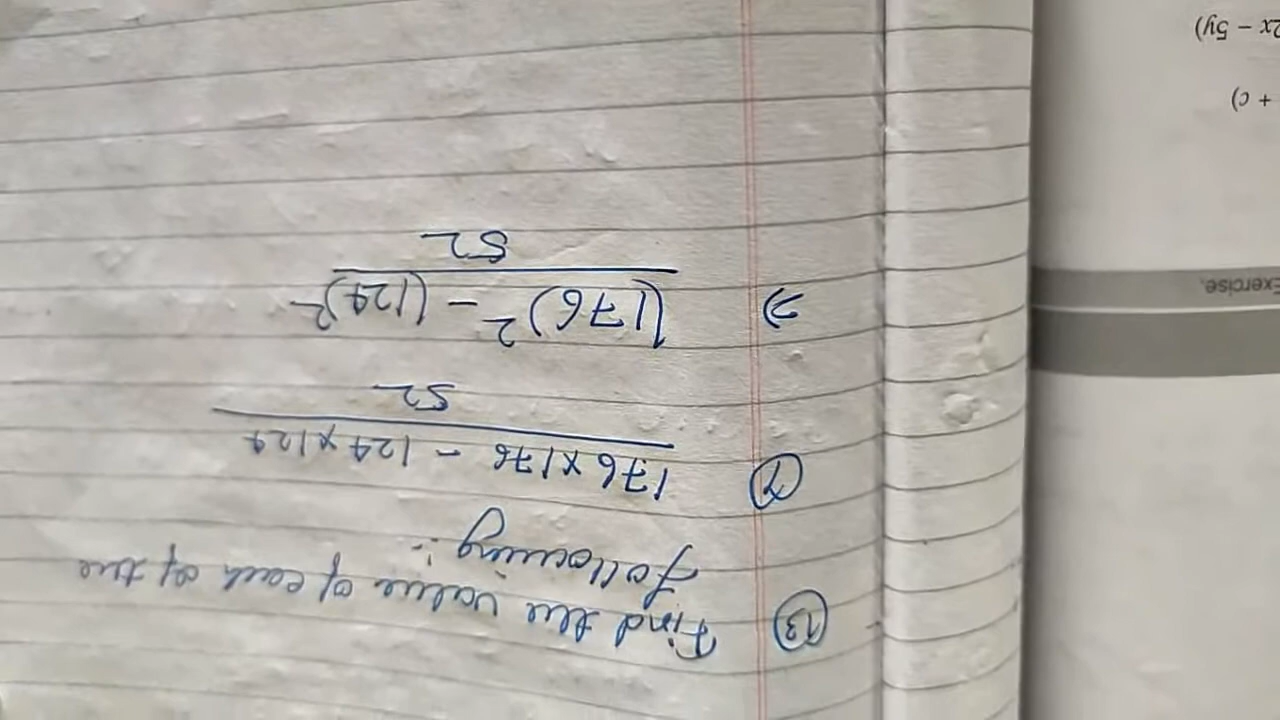 (13) Find the value of each of the
following :-
(1) 176 x 176 - 124 x 124
52
⇒ (176)² - (124)²
52
2x - 5y)
+ c)
Exercise.